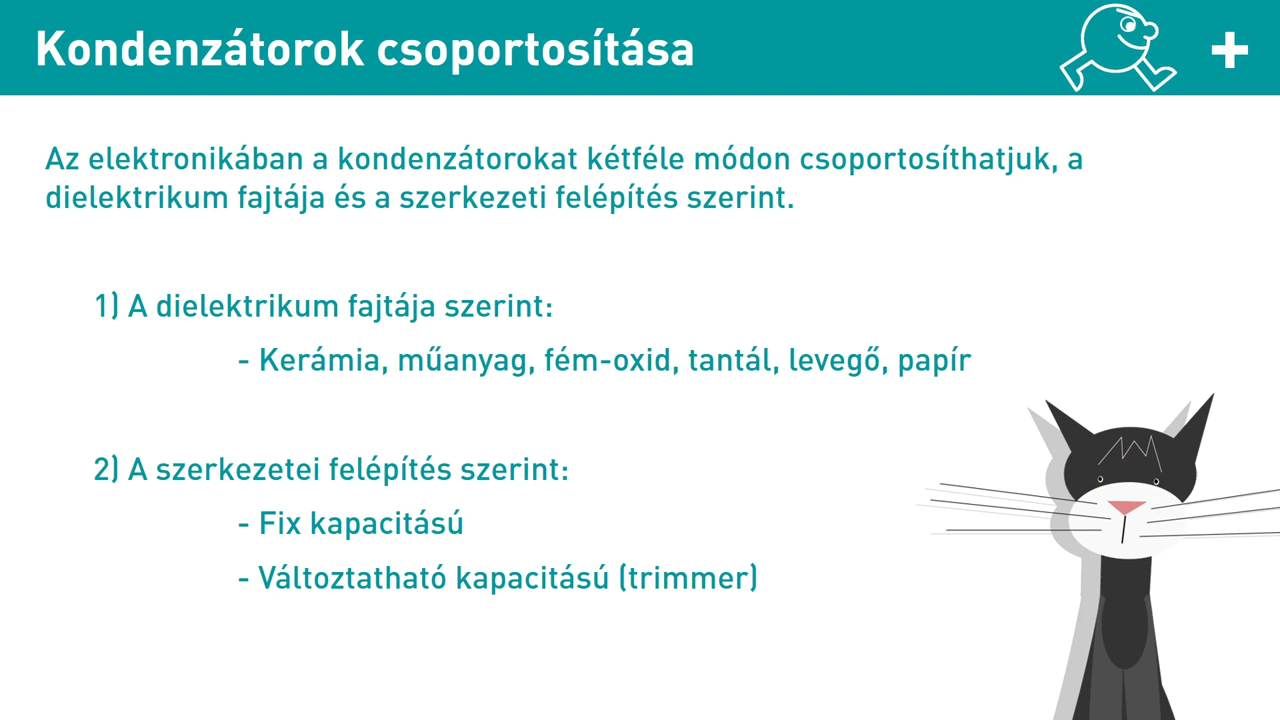 Kondenzátorok csoportosítása
Az elektronikában a kondenzátorokat kétféle módon csoportosíthatjuk, a
dielektrikum fajtája és a szerkezeti felépítés szerint.
1) A dielektrikum fajtája szerint:
- Kerámia, műanyag, fém-oxid, tantál, levegő, papír
2) A szerkezetei felépítés szerint:
- Fix kapacitású
- Változtatható kapacitású (trimmer)